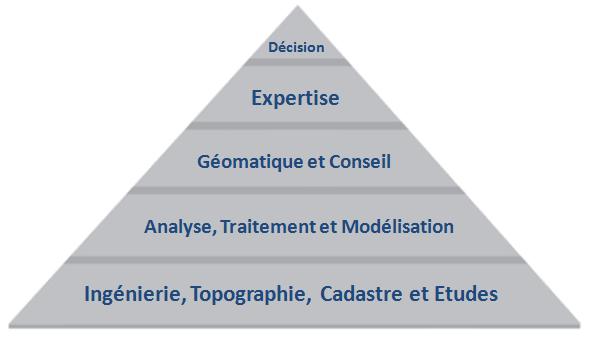 Décision
Expertise
Géomatique et Conseil
Analyse, Traitement et Modélisation
Ingénierie, Topographie, Cadastre et Etudes